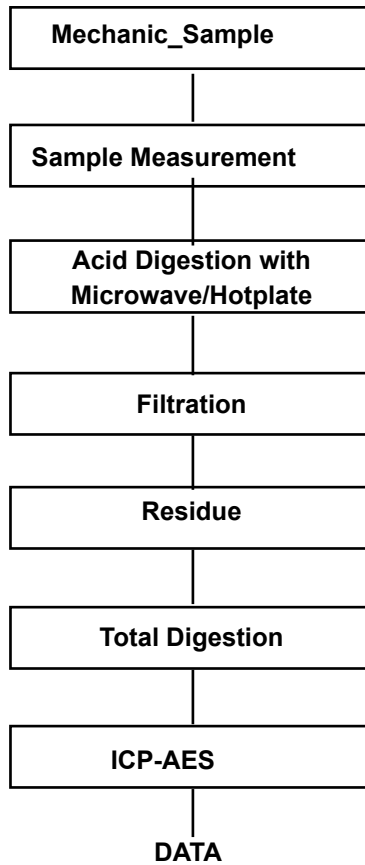 Mechanic_Sample
Sample Measurement
Acid Digestion with
Microwave/Hotplate
Filtration
Residue
Total Digestion
ICP-AES
DATA